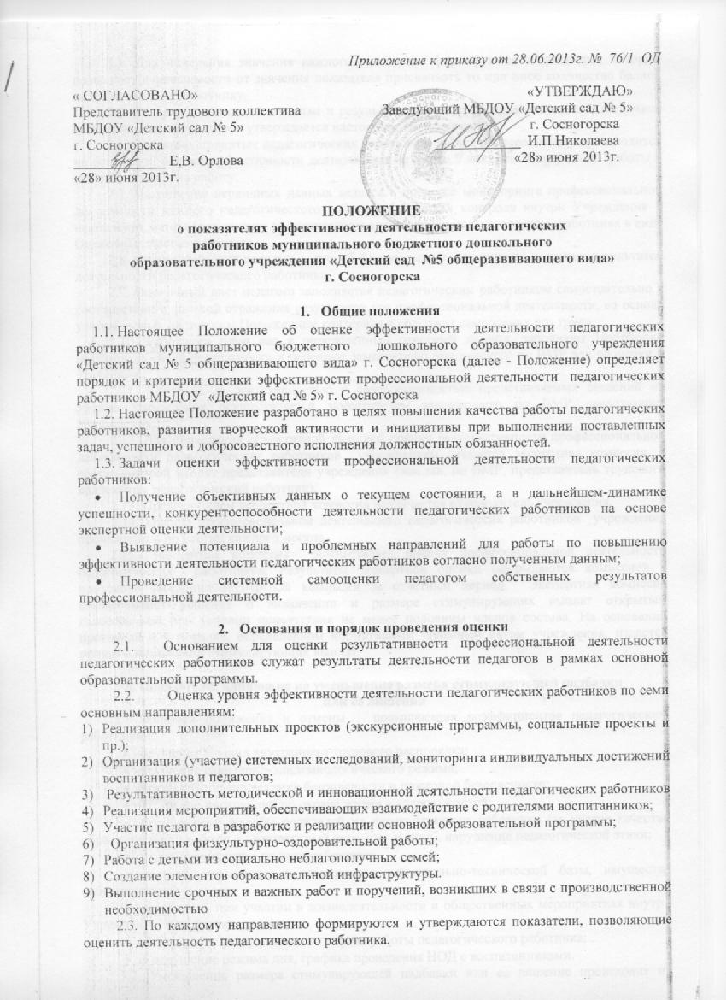 Приложение к приказу от 28.06.2013г. № 76/1 ОД
« СОГЛАСОВАНО»
Представитель трудового коллектива
МБДОУ «Детский сад № 5»
г. Сосногорска
Е.В. Орлова
«28» июня 2013г.
«УТВЕРЖДАЮ»
Заведующий МБДОУ «Детский сад № 5»
г. Сосногорска
И.П.Николаева
«28» июня 2013г.
ПОЛОЖЕНИЕ
о показателях эффективности деятельности педагогических
работников муниципального бюджетного дошкольного
образовательного учреждения «Детский сад №5 общеразвивающего вида»
г. Сосногорска
1. Общие положения
1.1. Настоящее Положение об оценке эффективности деятельности педагогических
работников муниципального бюджетного дошкольного образовательного учреждения
«Детский сад № 5 общеразвивающего вида» г. Сосногорска (далее - Положение) определяет
порядок и критерии оценки эффективности профессиональной деятельности педагогических
работников МБДОУ «Детский сад № 5» г. Сосногорска
1.2. Настоящее Положение разработано в целях повышения качества работы педагогических
работников, развития творческой активности и инициативы при выполнении поставленных
задач, успешного и добросовестного исполнения должностных обязанностей.
1.3. Задачи оценки эффективности профессиональной деятельности педагогических
работников:
• Получение объективных данных о текущем состоянии, а в дальнейшем-динамике
успешности, конкурентоспособности деятельности педагогических работников на основе
экспертной оценки деятельности;
• Выявление потенциала и проблемных направлений для работы по повышению
эффективности деятельности педагогических работников согласно полученным данным;
• Проведение системной самооценки педагогом собственных результатов
профессиональной деятельности.
2. Основания и порядок проведения оценки
2.1. Основанием для оценки результативности профессиональной деятельности
педагогических работников служат результаты деятельности педагогов в рамках основной
образовательной программы.
2.2. Оценка уровня эффективности деятельности педагогических работников по семи
основным направлениям:
1) Реализация дополнительных проектов (экскурсионные программы, социальные проекты и
пр.);
2) Организация (участие) системных исследований, мониторинга индивидуальных достижений
воспитанников и педагогов;
3) Результативность методической и инновационной деятельности педагогических работников
4) Реализация мероприятий, обеспечивающих взаимодействие с родителями воспитанников;
5) Участие педагога в разработке и реализации основной образовательной программы;
6) Организация физкультурно-оздоровительной работы;
7) Работа с детьми из социально неблагополучных семей;
8) Создание элементов образовательной инфраструктуры.
9) Выполнение срочных и важных работ и поручений, возникших в связи с производственной
необходимостью
2.3. По каждому направлению формируются и утверждаются показатели, позволяющие
оценить деятельность педагогического работника.